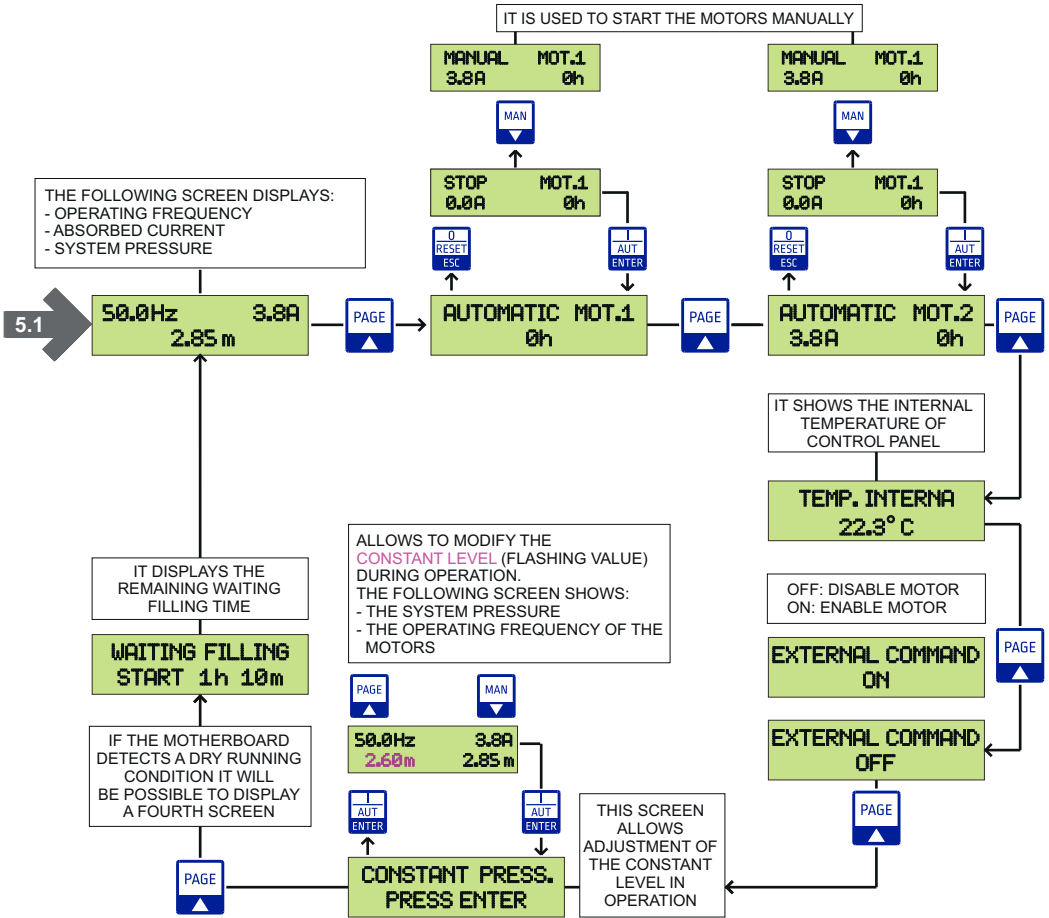 IT IS USED TO START THE MOTORS MANUALLY
MANUAL MOT.1
3.8A 0h
MANUAL MOT.1
3.8A 0h
MAN
MAN
STOP MOT.1
0.0A 0h
STOP MOT.1
0.0A 0h
THE FOLLOWING SCREEN DISPLAYS:
- OPERATING FREQUENCY
- ABSORBED CURRENT
- SYSTEM PRESSURE
0
RESET
ESC
I
AUT
ENTER
0
RESET
ESC
I
AUT
ENTER
5.1
50.0Hz 3.8A
2.85 m
PAGE
AUTOMATIC MOT.1
0h
PAGE
AUTOMATIC MOT.2
3.8A 0h
PAGE
IT SHOWS THE INTERNAL
TEMPERATURE OF
CONTROL PANEL
TEMP. INTERNA
22.3° C
OFF: DISABLE MOTOR
ON: ENABLE MOTOR
PAGE
EXTERNAL COMMAND
ON
EXTERNAL COMMAND
OFF
PAGE
ALLOWS TO MODIFY THE
CONSTANT LEVEL (FLASHING VALUE)
DURING OPERATION.
THE FOLLOWING SCREEN SHOWS:
- THE SYSTEM PRESSURE
- THE OPERATING FREQUENCY OF THE
MOTORS
PAGE
MAN
50.0Hz 3.8A
2.60m 2.85 m
I
AUT
ENTER
I
AUT
ENTER
THIS SCREEN
ALLOWS
ADJUSTMENT OF
THE CONSTANT
LEVEL IN
OPERATION
CONSTANT PRESS.
PRESS ENTER
PAGE
IF THE MOTHERBOARD
DETECTS A DRY RUNNING
CONDITION IT WILL
BE POSSIBLE TO DISPLAY
A FOURTH SCREEN
WAITING FILLING
START 1h 10m
IT DISPLAYS THE
REMAINING WAITING
FILLING TIME